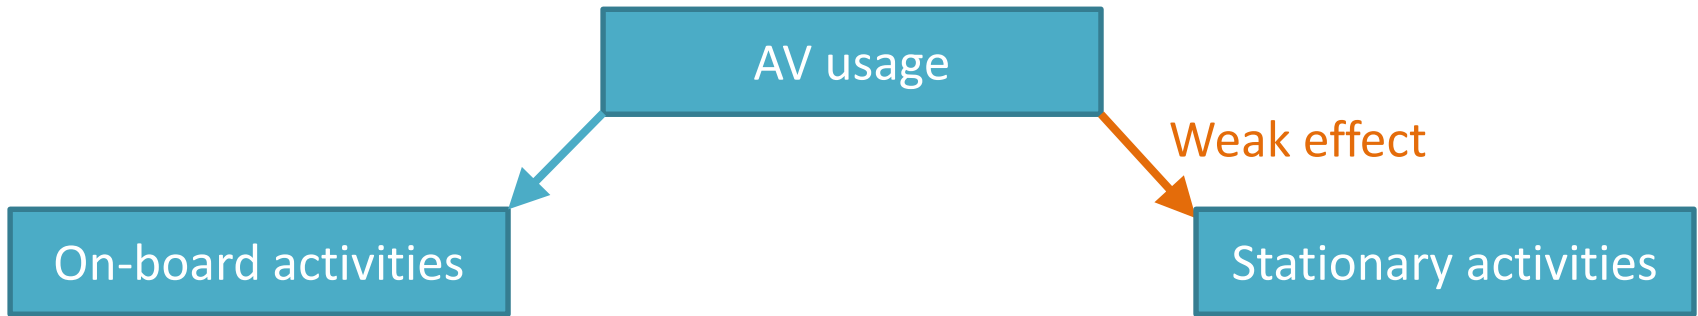 AV usage
Weak effect
On-board activities
Stationary activities